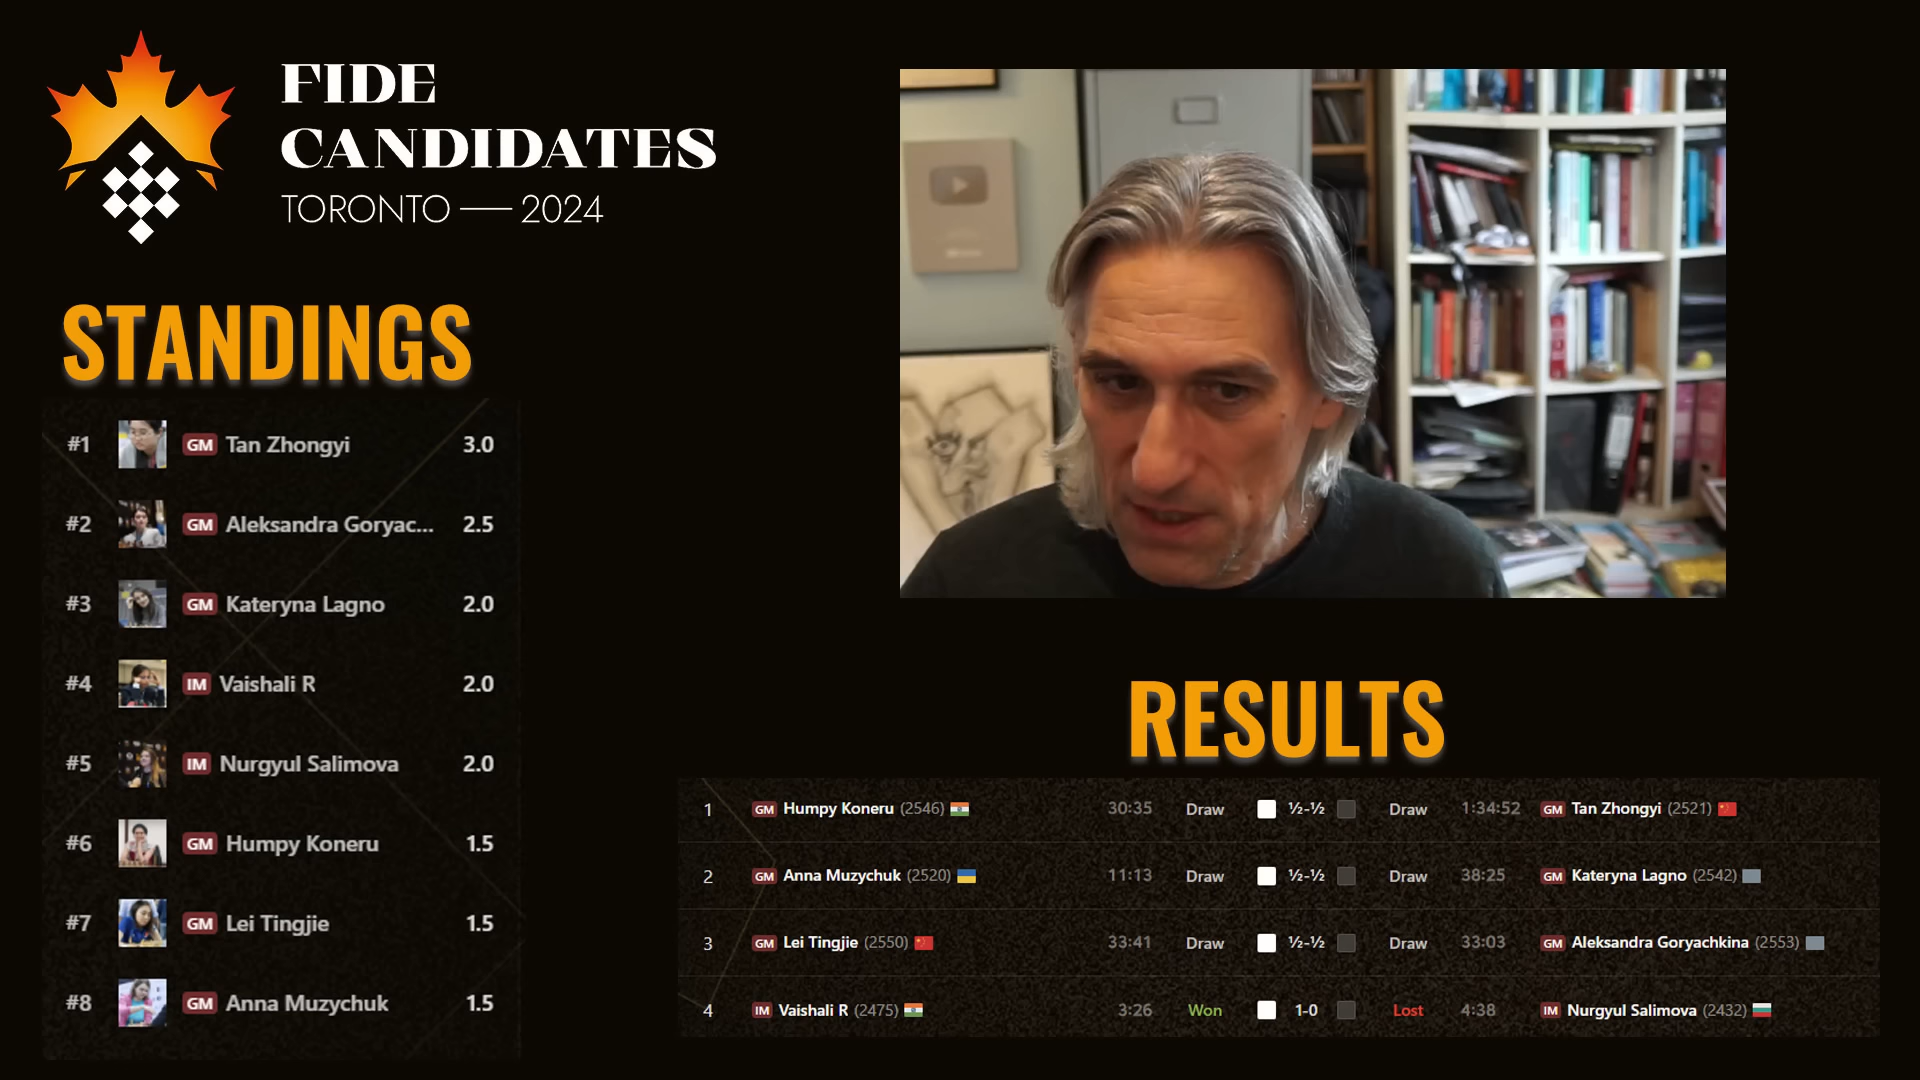 FIDE
CANDIDATES
TORONTO — 2024
STANDINGS
#1 GM Tan Zhongyi 3.0
#2 GM Aleksandra Goryac... 2.5
#3 GM Kateryna Lagno 2.0
#4 IM Vaishali R 2.0
#5 IM Nurgyul Salimova 2.0
#6 GM Humpy Koneru 1.5
#7 GM Lei Tingjie 1.5
#8 GM Anna Muzychuk 1.5
RESULTS
1 GM Humpy Koneru (2546) 30:35 Draw ½-½ Draw 1:34:52 GM Tan Zhongyi (2521)
2 GM Anna Muzychuk (2520) 11:13 Draw ½-½ Draw 38:25 GM Kateryna Lagno (2542)
3 GM Lei Tingjie (2550) 33:41 Draw ½-½ Draw 33:03 GM Aleksandra Goryachkina (2553)
4 IM Vaishali R (2475) 3:26 Won 1-0 Lost 4:38 IM Nurgyul Salimova (2432)